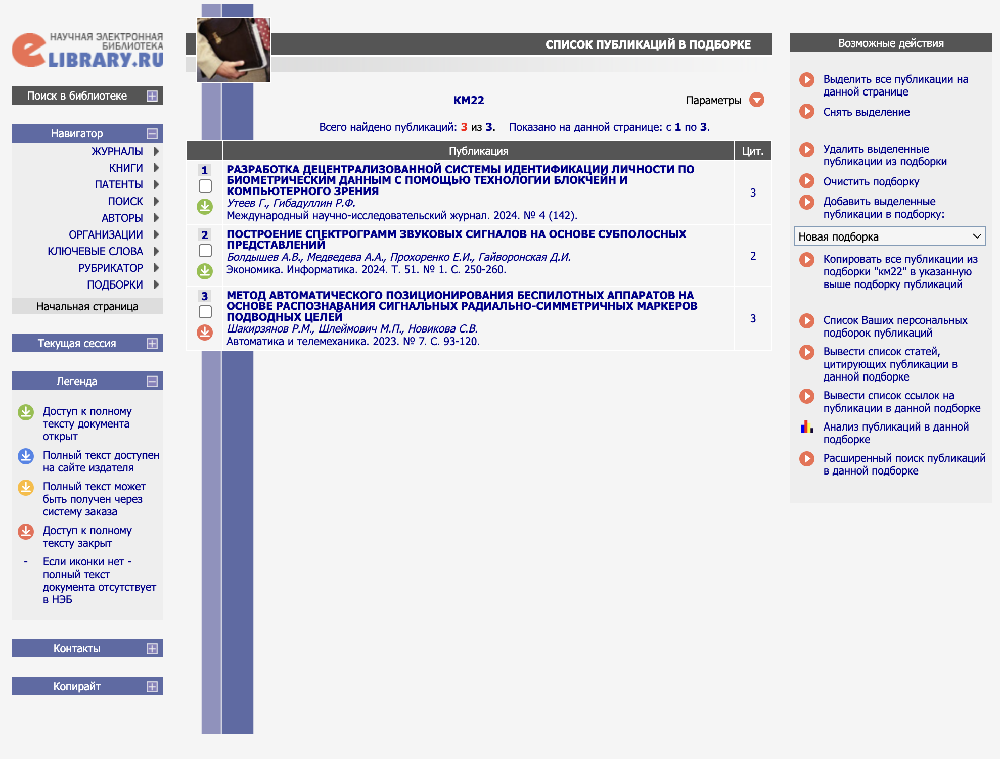 НАУЧНАЯ ЭЛЕКТРОННАЯ
БИБЛИОТЕКА
eLIBRARY.RU
Поиск в библиотеке
Навигатор
ЖУРНАЛЫ
КНИГИ
ПАТЕНТЫ
ПОИСК
АВТОРЫ
ОРГАНИЗАЦИИ
КЛЮЧЕВЫЕ СЛОВА
РУБРИКАТОР
ПОДБОРКИ
Начальная страница
Текущая сессия
Легенда
Доступ к полному
тексту документа
открыт
Полный текст доступен
на сайте издателя
Полный текст может
быть получен через
систему заказа
Доступ к полному
тексту закрыт
- Если иконки нет -
полный текст
документа отсутствует
в НЭБ
Контакты
Копирайт
СПИСОК ПУБЛИКАЦИЙ В ПОДБОРКЕ
КМ22
Параметры
Всего найдено публикаций: 3 из 3. Показано на данной странице: с 1 по 3.
Публикация Цит.
1 РАЗРАБОТКА ДЕЦЕНТРАЛИЗОВАННОЙ СИСТЕМЫ ИДЕНТИФИКАЦИИ ЛИЧНОСТИ ПО
БИОМЕТРИЧЕСКИМ ДАННЫМ С ПОМОЩЬЮ ТЕХНОЛОГИИ БЛОКЧЕЙН И
КОМПЬЮТЕРНОГО ЗРЕНИЯ
Утеев Г., Гибадуллин Р.Ф.
Международный научно-исследовательский журнал. 2024. № 4 (142).
3
2 ПОСТРОЕНИЕ СПЕКТРОГРАММ ЗВУКОВЫХ СИГНАЛОВ НА ОСНОВЕ СУБПОЛОСНЫХ
ПРЕДСТАВЛЕНИЙ
Болдышев А.В., Медведева А.А., Прохоренко Е.И., Гайворонская Д.И.
Экономика. Информатика. 2024. Т. 51. № 1. С. 250-260.
2
3 МЕТОД АВТОМАТИЧЕСКОГО ПОЗИЦИОНИРОВАНИЯ БЕСПИЛОТНЫХ АППАРАТОВ НА
ОСНОВЕ РАСПОЗНАВАНИЯ СИГНАЛЬНЫХ РАДИАЛЬНО-СИММЕТРИЧНЫХ МАРКЕРОВ
ПОДВОДНЫХ ЦЕЛЕЙ
Шакирзянов Р.М., Шлеймович М.П., Новикова С.В.
Автоматика и телемеханика. 2023. № 7. С. 93-120.
3
Возможные действия
Выделить все публикации на
данной странице
Снять выделение
Удалить выделенные
публикации из подборки
Очистить подборку
Добавить выделенные
публикации в подборку:
Новая подборка
Копировать все публикации из
подборки "км22" в указанную
выше подборку публикаций
Список Ваших персональных
подборок публикаций
Вывести список статей,
цитирующих публикации в
данной подборке
Вывести список ссылок на
публикации в данной подборке
Анализ публикаций в данной
подборке
Расширенный поиск публикаций
в данной подборке